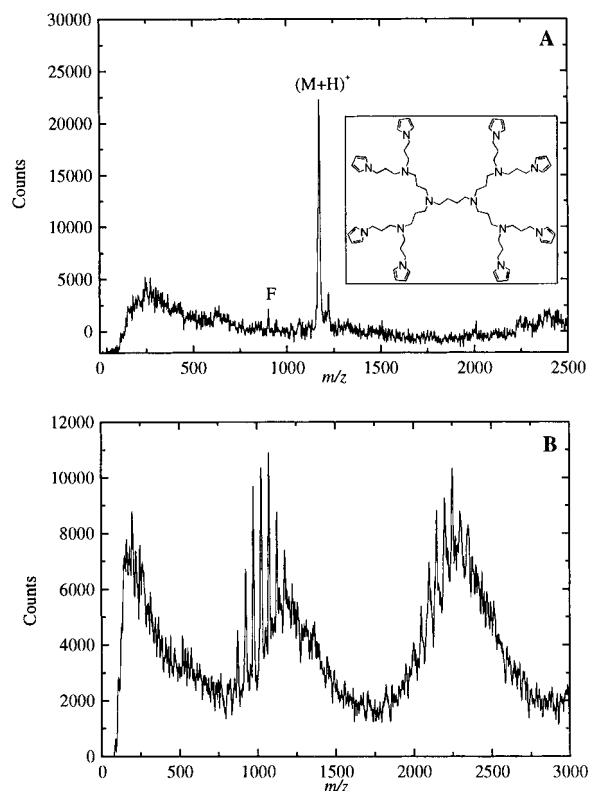 30000
A
25000
(M+H)+
20000
Counts
15000
10000
5000
F
0
0 500 1000 1500 2000 2500
m/z
12000
B
10000
8000
Counts
6000
4000
2000
0
0 500 1000 1500 2000 2500 3000
m/z
N N N N
N N N N
N N
N N
N N
N N N N